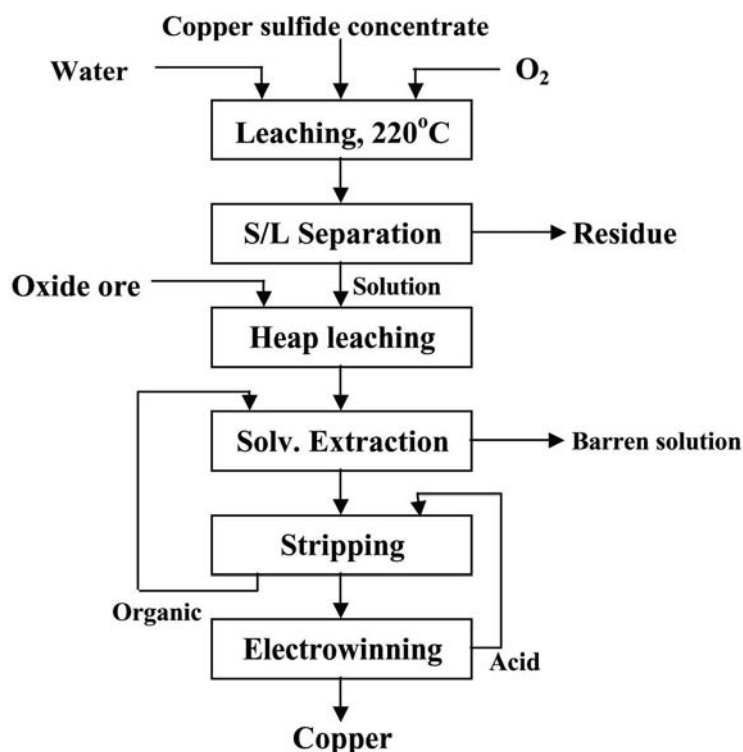 Copper sulfide concentrate
Water
O₂
Leaching, 220°C
S/L Separation
Residue
Solution
Oxide ore
Heap leaching
Solv. Extraction
Barren solution
Stripping
Organic
Electrowinning
Acid
Copper